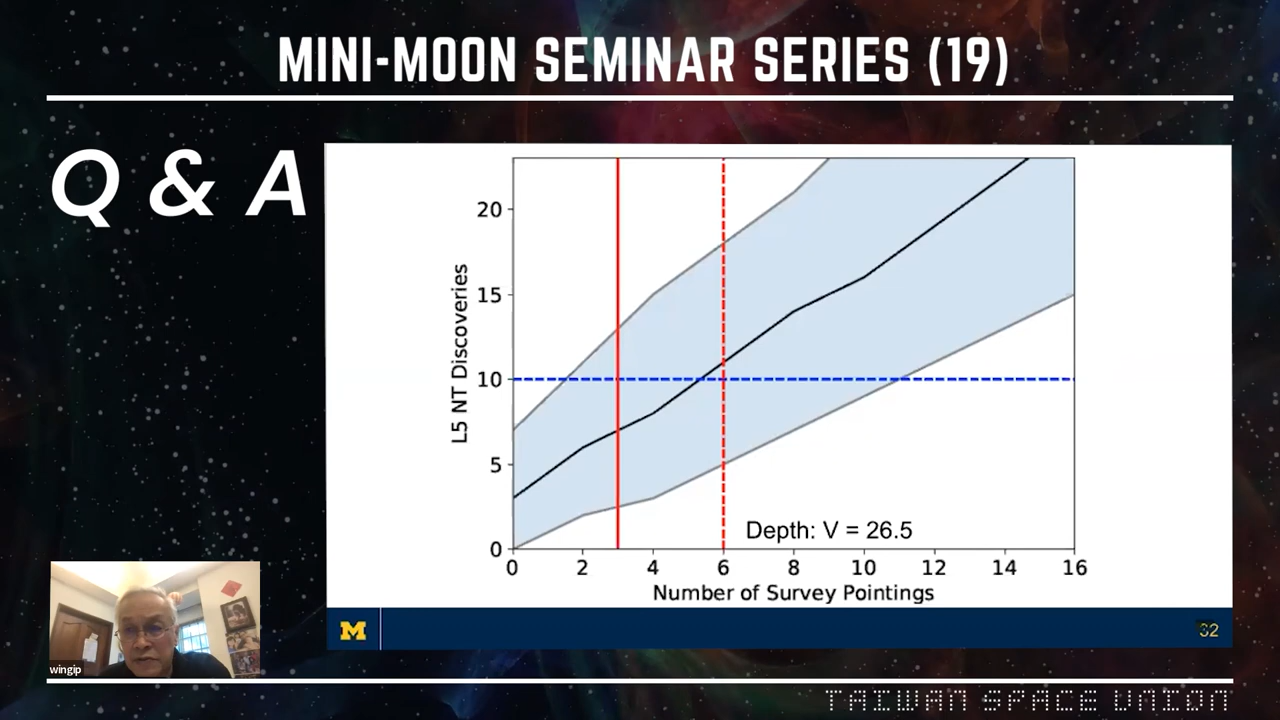 MINI-MOON SEMINAR SERIES (19)
Q & A
20
15
10
5
0
L5 NT Discoveries
Depth: V = 26.5
0 2 4 6 8 10 12 14 16
Number of Survey Pointings
M
32
wingip
TAIWAN SPACE UNION